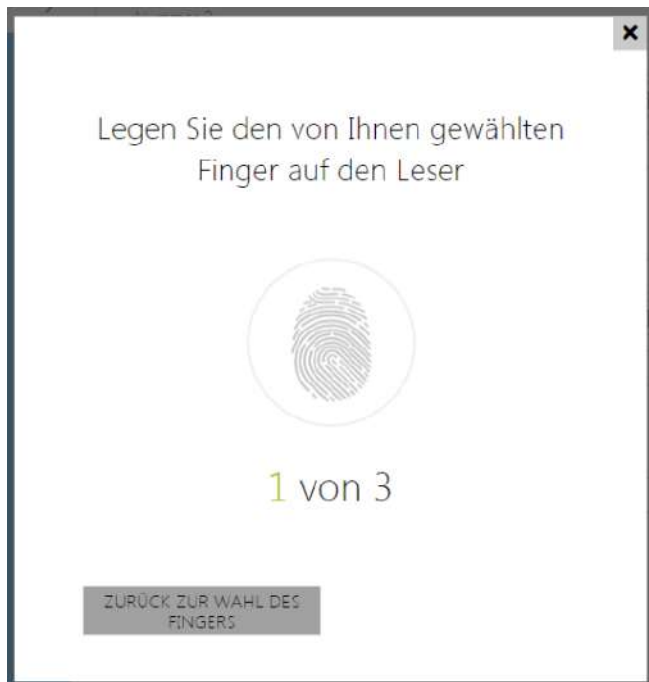 Legen Sie den von Ihnen gewählten
Finger auf den Leser
1 von 3
ZURÜCK ZUR WAHL DES
FINGERS